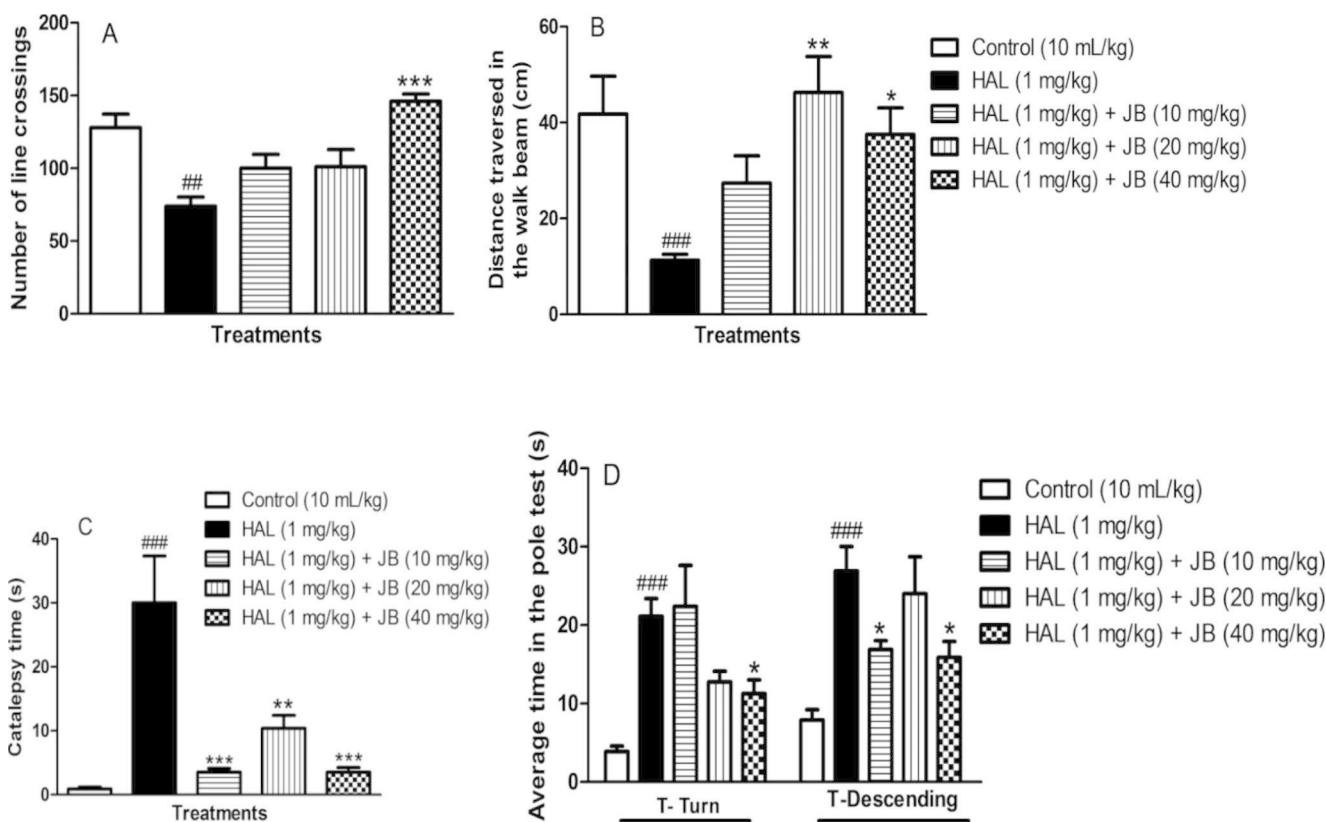 A
Number of line crossings
200
150
100
50
0
##
***
Treatments
B
Distance traversed in
the walk beam (cm)
60
40
20
0
###
**
*
Treatments
Control (10 mL/kg)
HAL (1 mg/kg)
HAL (1 mg/kg) + JB (10 mg/kg)
HAL (1 mg/kg) + JB (20 mg/kg)
HAL (1 mg/kg) + JB (40 mg/kg)
C
Catalepsy time (s)
40
30
20
10
0
###
***
**
***
Treatments
Control (10 mL/kg)
HAL (1 mg/kg)
HAL (1 mg/kg) + JB (10 mg/kg)
HAL (1 mg/kg) + JB (20 mg/kg)
HAL (1 mg/kg) + JB (40 mg/kg)
D
Average time in the pole test (s)
40
30
20
10
0
###
*
###
*
*
T- Turn
T-Descending
Control (10 mL/kg)
HAL (1 mg/kg)
HAL (1 mg/kg) + JB (10 mg/kg)
HAL (1 mg/kg) + JB (20 mg/kg)
HAL (1 mg/kg) + JB (40 mg/kg)